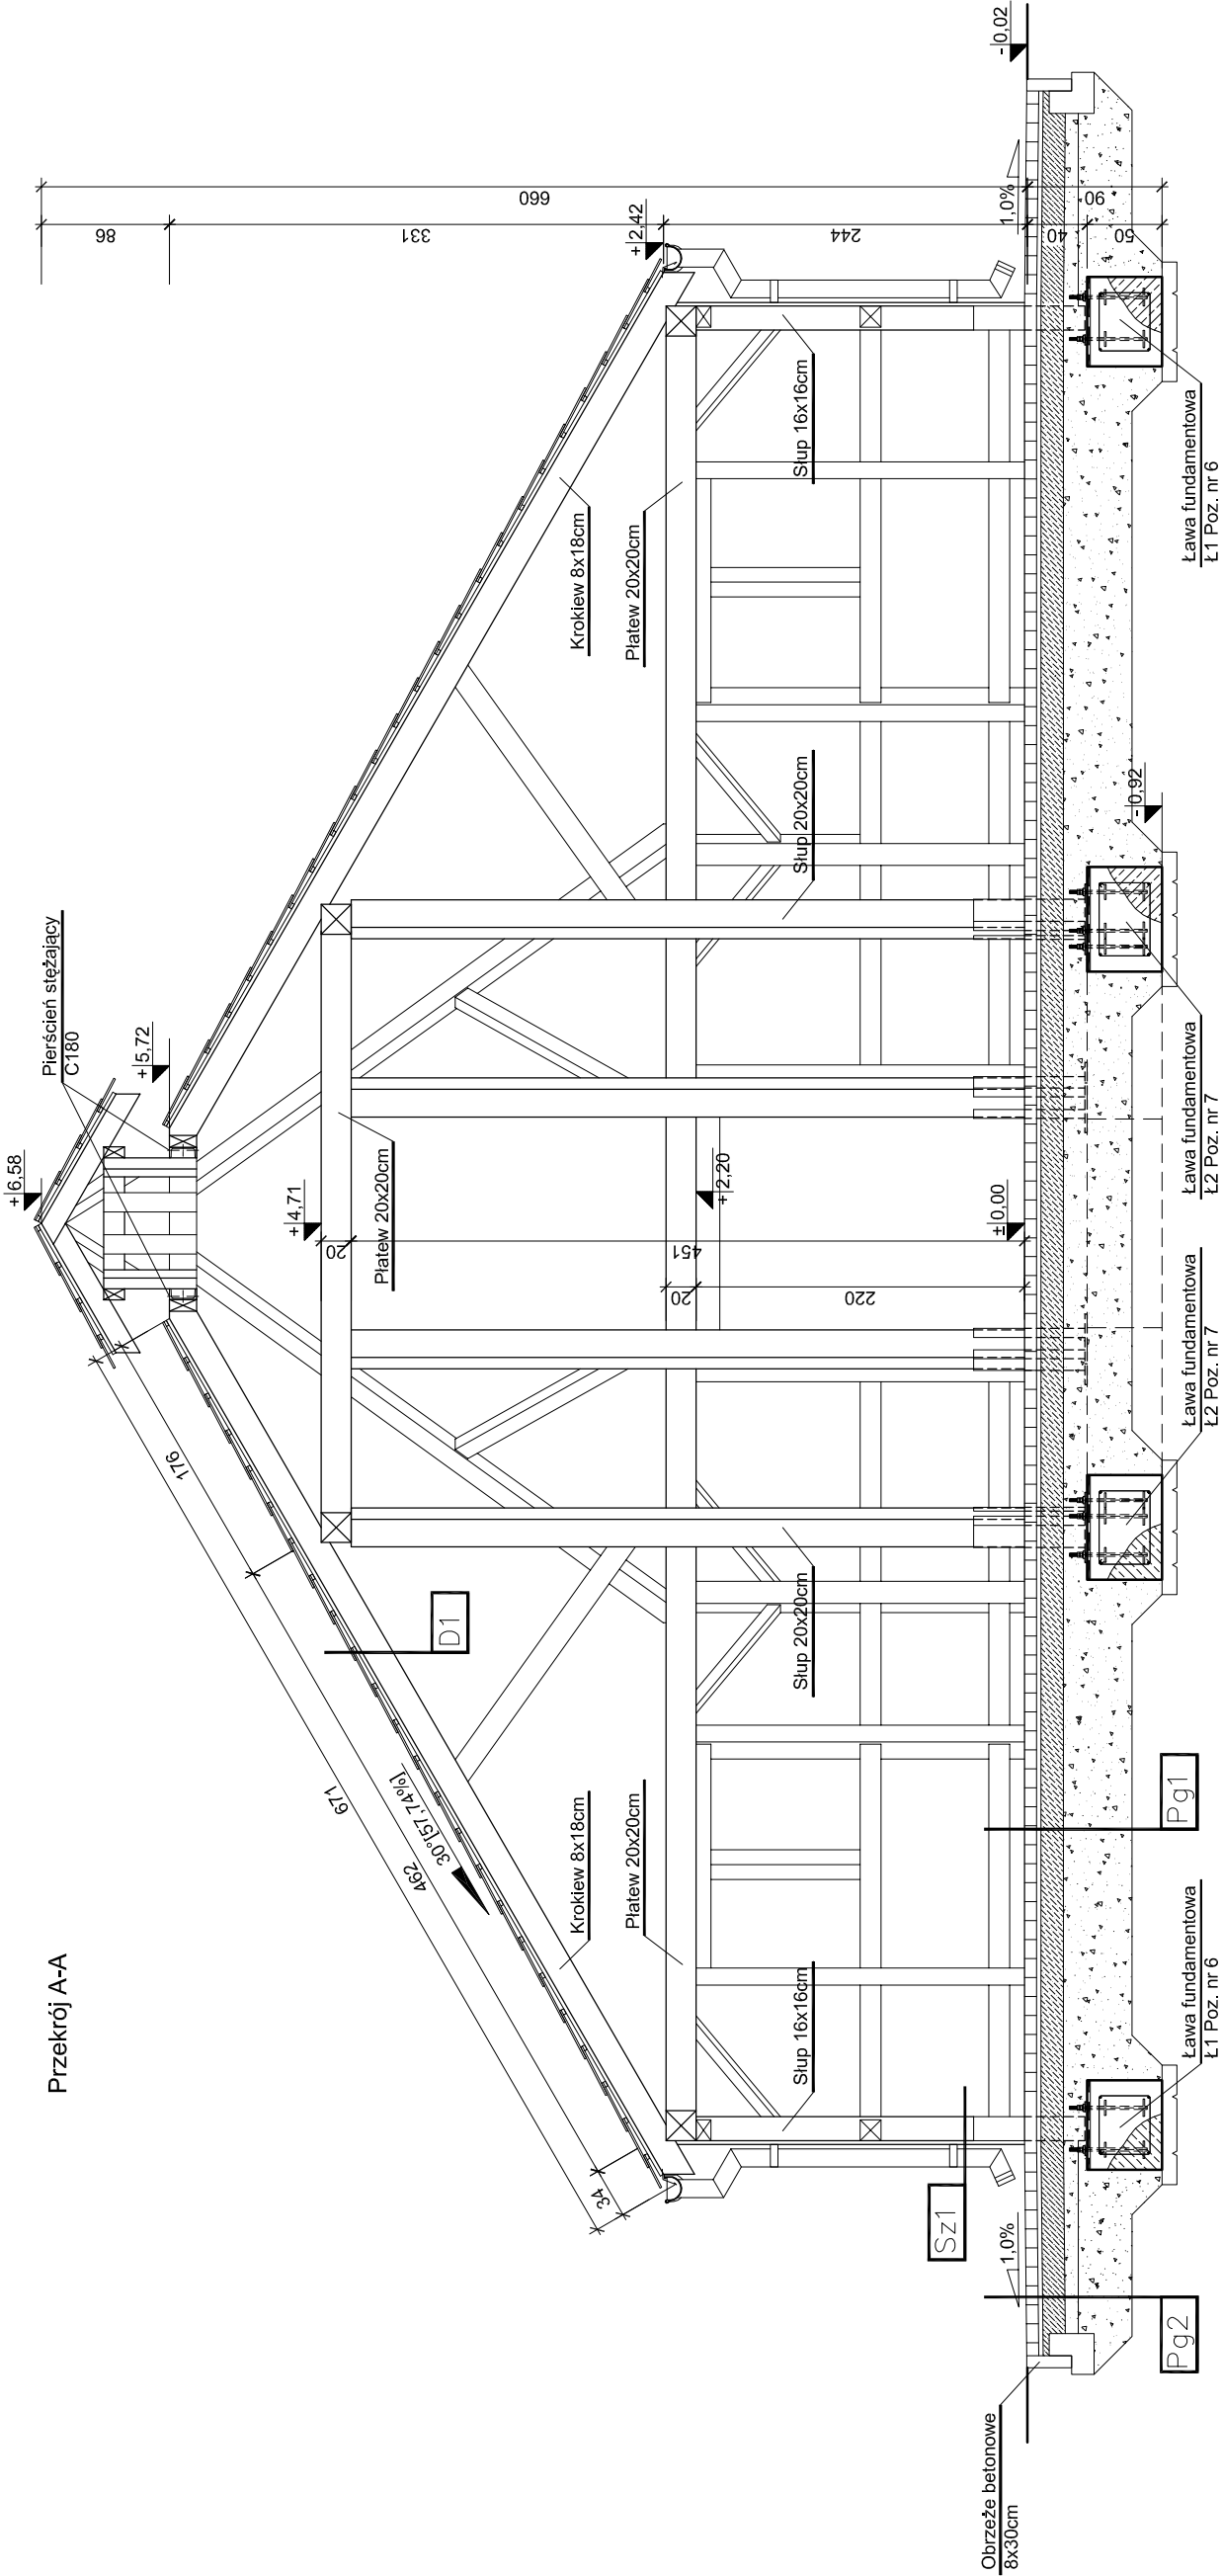 Przekrój A-A
Pierścień stężający
C180
+6,58
+5,72
+4,71
+2,42
+2,20
±0,00
-0,02
-0,92
86
331
244
40
50
660
90
20
451
20
220
176
671
462
34
30°[57,74%]
D1
Krokiew 8x18cm
Płatew 20x20cm
Płatew 20x20cm
Krokiew 8x18cm
Płatew 20x20cm
Słup 16x16cm
Słup 20x20cm
Słup 20x20cm
Słup 16x16cm
Sz1
1,0%
1,0%
Pg2
Pg1
Obrzeże betonowe
8x30cm
Ława fundamentowa
Ł1 Poz. nr 6
Ława fundamentowa
Ł2 Poz. nr 7
Ława fundamentowa
Ł2 Poz. nr 7
Ława fundamentowa
Ł1 Poz. nr 6